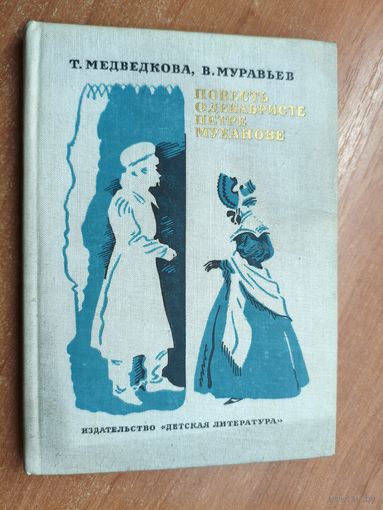 Т. МЕДВЕДКОВА, В. МУРАВЬЕВ
ПОВЕСТЬ
О ДЕКАБРИСТЕ
ПЕТРЕ
МУХАНОВЕ
ИЗДАТЕЛЬСТВО «ДЕТСКАЯ ЛИТЕРАТУРА»